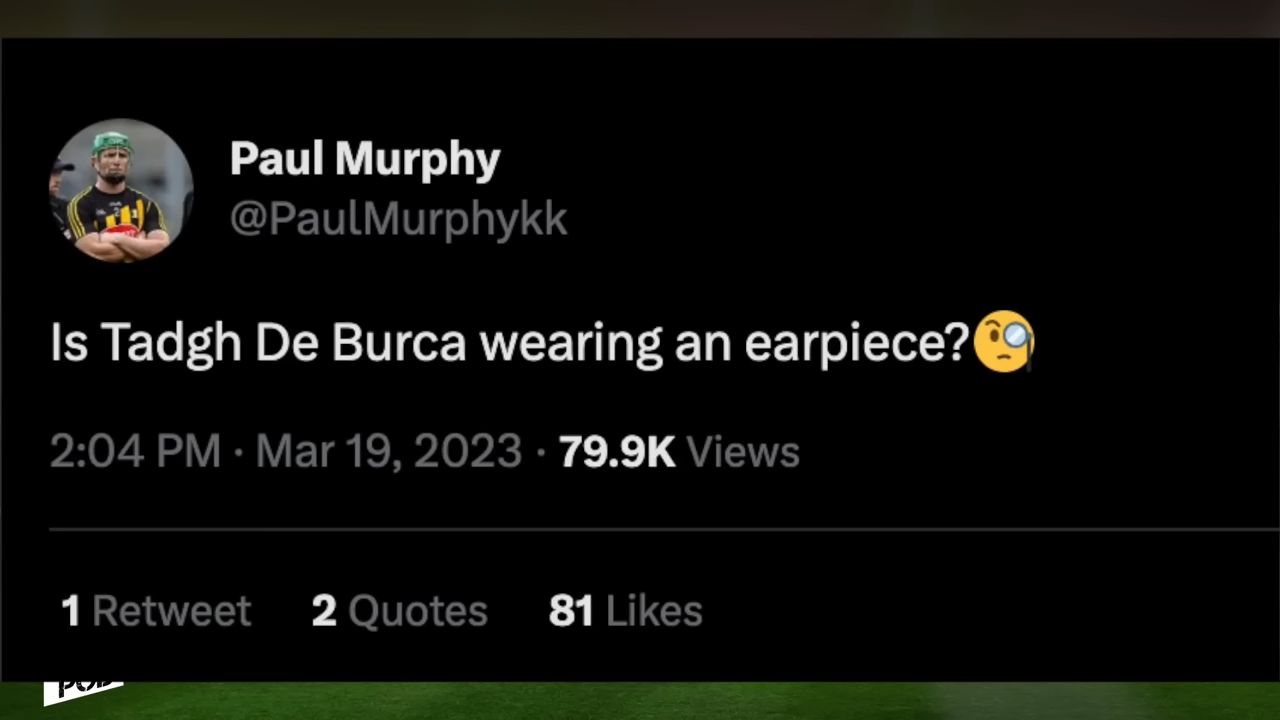 Paul Murphy
@PaulMurphykk
Is Tadgh De Burca wearing an earpiece?🧐
2:04 PM · Mar 19, 2023 · 79.9K Views
1 Retweet 2 Quotes 81 Likes